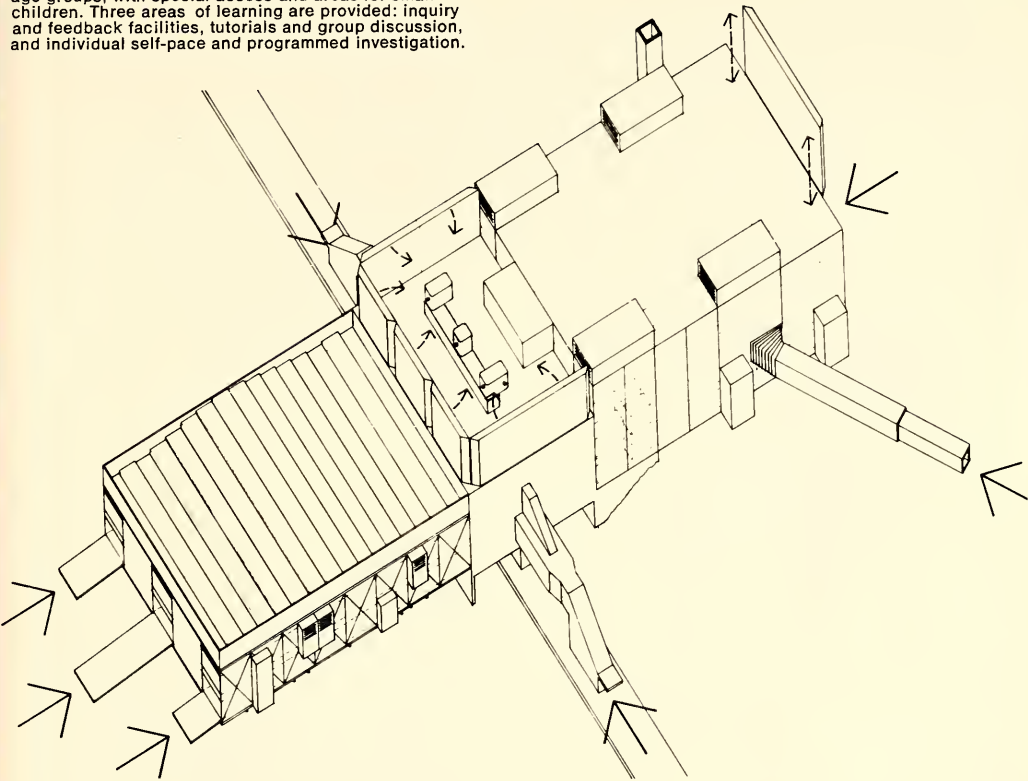 children. Three areas of learning are provided: inquiry
and feedback facilities, tutorials and group discussion,
and individual self-pace and programmed investigation.